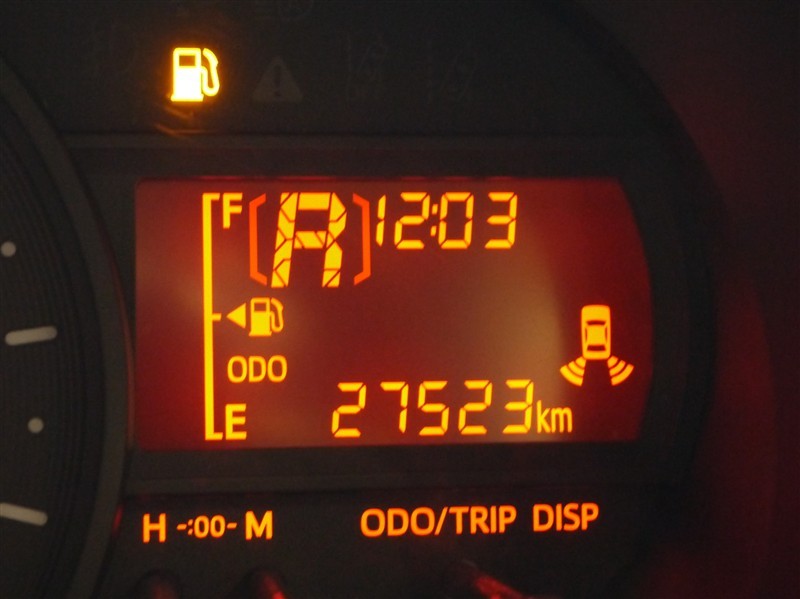 F R 12:03
ODO
E 27523km
H -:00- M ODO/TRIP DISP